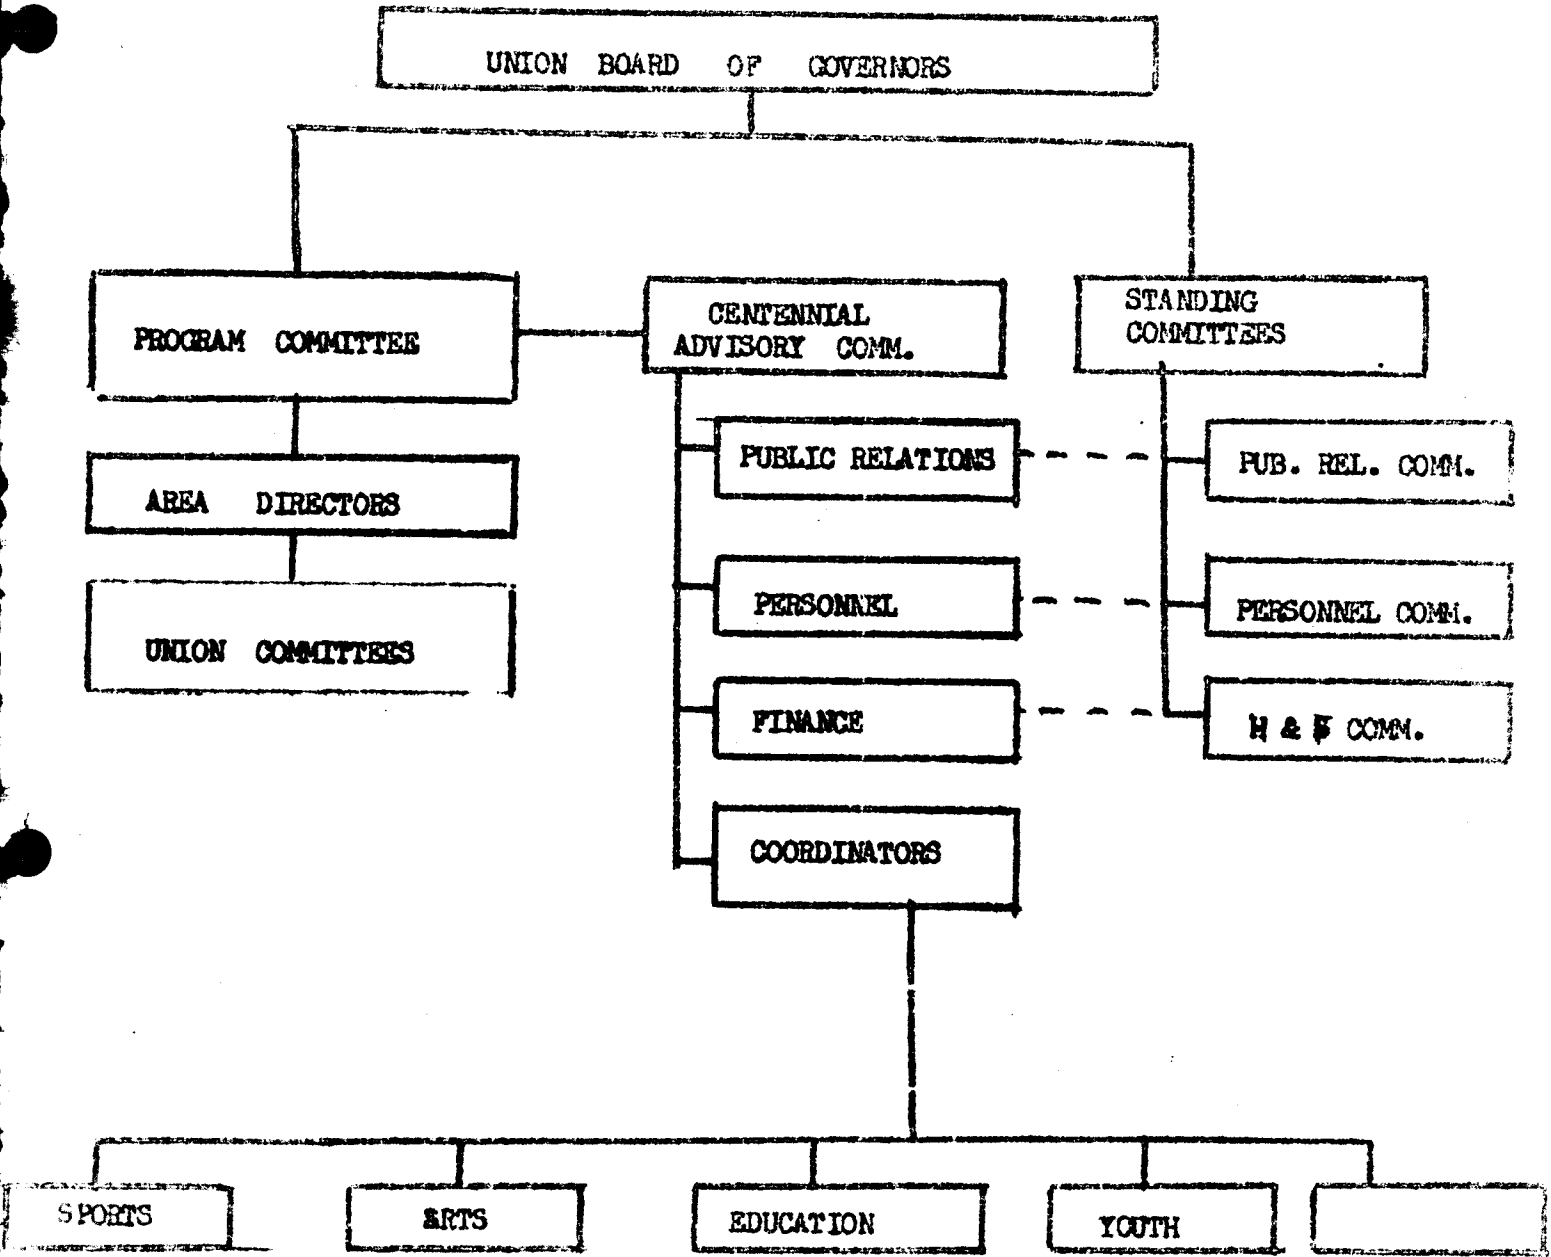 UNION BOARD OF GOVERNORS
PROGRAM COMMITTEE
CENTENNIAL
ADVISORY COMM.
STANDING
COMMITTEES
PUBLIC RELATIONS
PUB. REL. COMM.
AREA DIRECTORS
PERSONNEL
PERSONNEL COMM.
UNION COMMITTEES
FINANCE
H & COMM.
COORDINATORS
SPORTS
ARTS
EDUCATION
YOUTH